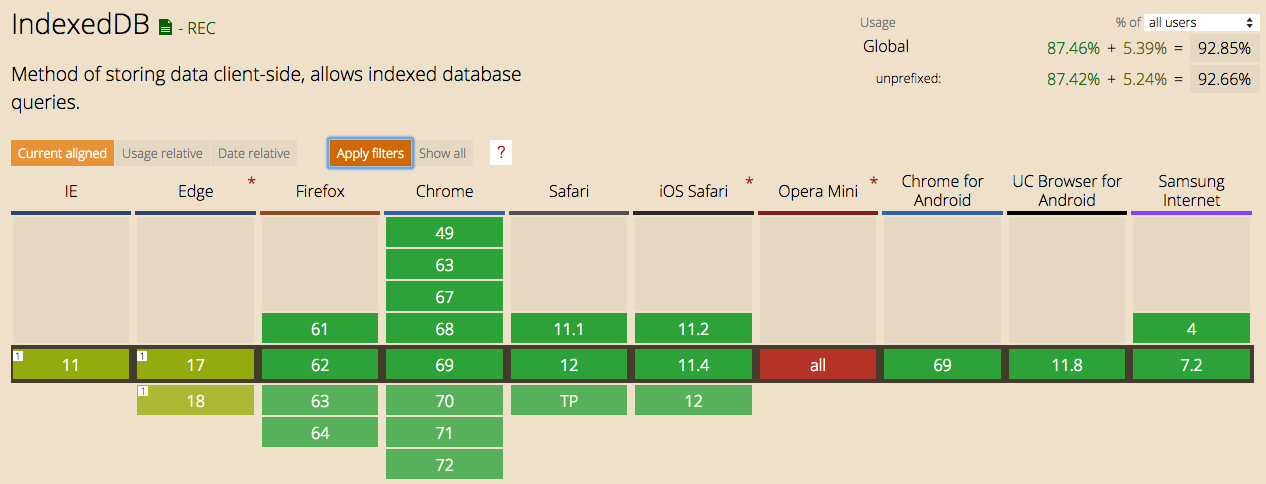 IndexedDB - REC
Usage % of all users
Global 87.46% + 5.39% = 92.85%
unprefixed: 87.42% + 5.24% = 92.66%
Method of storing data client-side, allows indexed database
queries.
Current aligned Usage relative Date relative Apply filters Show all ?
IE Edge * Firefox Chrome Safari iOS Safari * Opera Mini * Chrome for Android UC Browser for Android Samsung Internet
49
63
67
61 68 11.1 11.2 4
1 11 1 17 62 69 12 11.4 all 69 11.8 7.2
1 18 63 70 TP 12
64 71
72